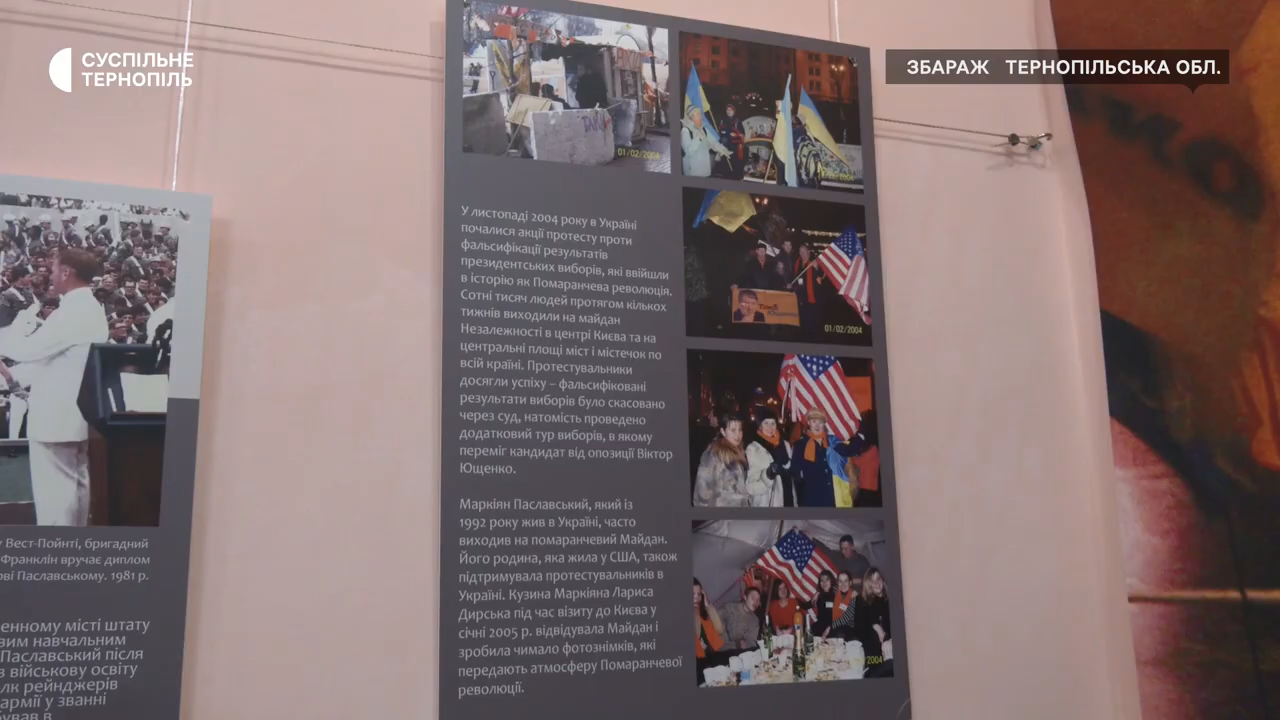 СУСПІЛЬНЕ
ТЕРНОПІЛЬ
ЗБАРАЖ ТЕРНОПІЛЬСЬКА ОБЛ.
01/02/2004
01/02/2004
/2004
У листопаді 2004 року в Україні
почалися акції протесту проти
фальсифікації результатів
президентських виборів, які ввійшли
в історію як Помаранчева революція.
Сотні тисяч людей протягом кількох
тижнів виходили на майдан
Незалежності в центрі Києва та на
центральні площі міст і містечок по
всій країні. Протестувальники
досягли успіху – фальсифіковані
результати виборів було скасовано
через суд, натомість проведено
додатковий тур виборів, в якому
переміг кандидат від опозиції Віктор
Ющенко.
Маркіян Паславський, який із
1992 року жив в Україні, часто
виходив на помаранчевий Майдан.
Його родина, яка жила у США, також
підтримувала протестувальників в
Україні. Кузина Маркіяна Лариса
Дирська під час візиту до Києва у
січні 2005 р. відвідувала Майдан і
зробила чимало фотознімків, які
передають атмосферу Помаранчевої
революції.
у Вест-Пойнті, бригадний
Франклін вручає диплом
ові Паславському. 1981 р.
енному місті штату
вим навчальним
Паславський після
в військову освіту
лк рейнджерів
армії у званні
був в